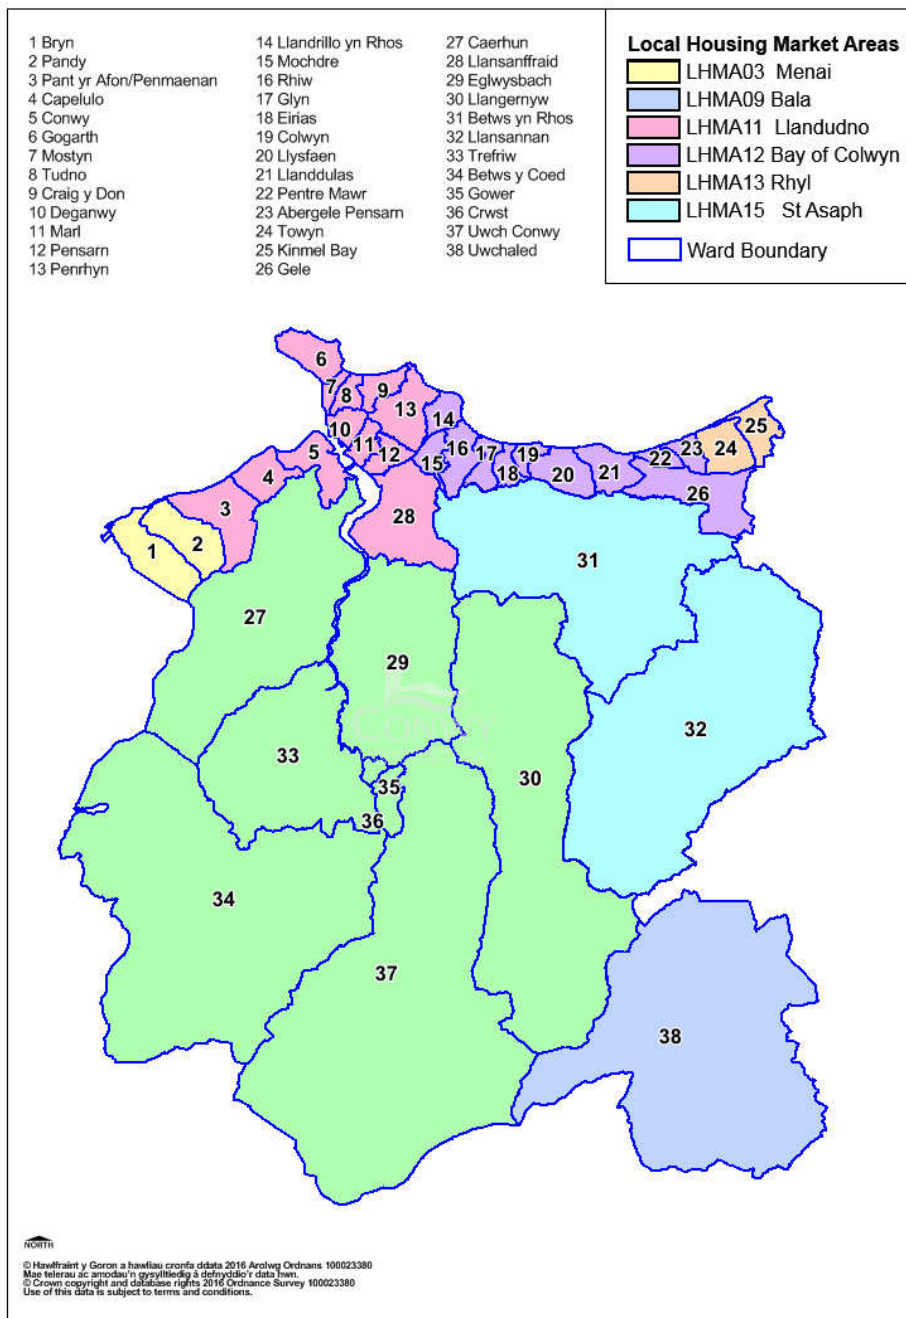 1 Bryn
2 Pandy
3 Pant yr Afon/Penmaenan
4 Capelulo
5 Conwy
6 Gogarth
7 Mostyn
8 Tudno
9 Craig y Don
10 Deganwy
11 Marl
12 Pensarn
13 Penrhyn
14 Llandrillo yn Rhos
15 Mochdre
16 Rhiw
17 Glyn
18 Eirias
19 Colwyn
20 Llysfaen
21 Llanddulas
22 Pentre Mawr
23 Abergele Pensarn
24 Towyn
25 Kinmel Bay
26 Gele
27 Caerhun
28 Llansanffraid
29 Eglwysbach
30 Llangernyw
31 Betws yn Rhos
32 Llansannan
33 Trefriw
34 Betws y Coed
35 Gower
36 Crwst
37 Uwch Conwy
38 Uwchaled
Local Housing Market Areas
LHMA03 Menai
LHMA09 Bala
LHMA11 Llandudno
LHMA12 Bay of Colwyn
LHMA13 Rhyl
LHMA15 St Asaph
Ward Boundary
6
7
8
9
13
10
11
12
14
5
4
3
15
16
17
18
19
20
21
22
23
24
25
26
28
1
2
31
27
29
32
33
30
35
36
34
37
38
CONWY
NORTH
© Hawlfraint y Goron a hawliau cronfa ddata 2016 Arolwg Ordnans 100023380
Mae telerau ac amodau'n gysylltiedig â defnyddio'r data hwn.
© Crown copyright and database rights 2016 Ordnance Survey 100023380
Use of this data is subject to terms and conditions.